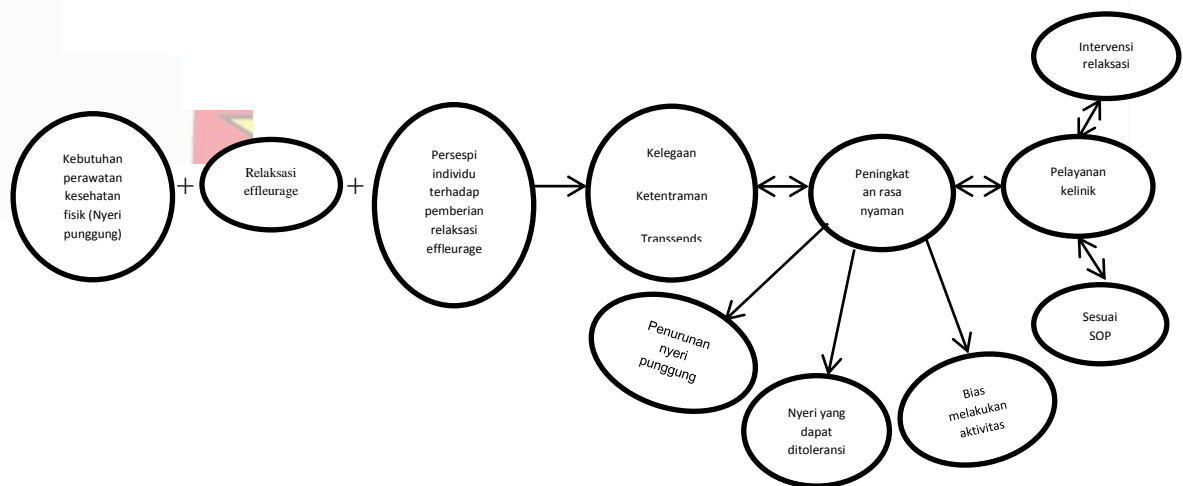 Kebutuhan
perawatan
kesehatan
fisik (Nyeri
punggung)
+
Relaksasi
effleurage
+
Persespi
individu
terhadap
pemberian
relaksasi
effleurage
Kelegaan
Ketentraman
Transsends
Peningkat
an rasa
nyaman
Pelayanan
kelinik
Intervensi
relaksasi
Sesuai
SOP
Penurunan
nyeri
punggung
Nyeri yang
dapat
ditoleransi
Bias
melakukan
aktivitas